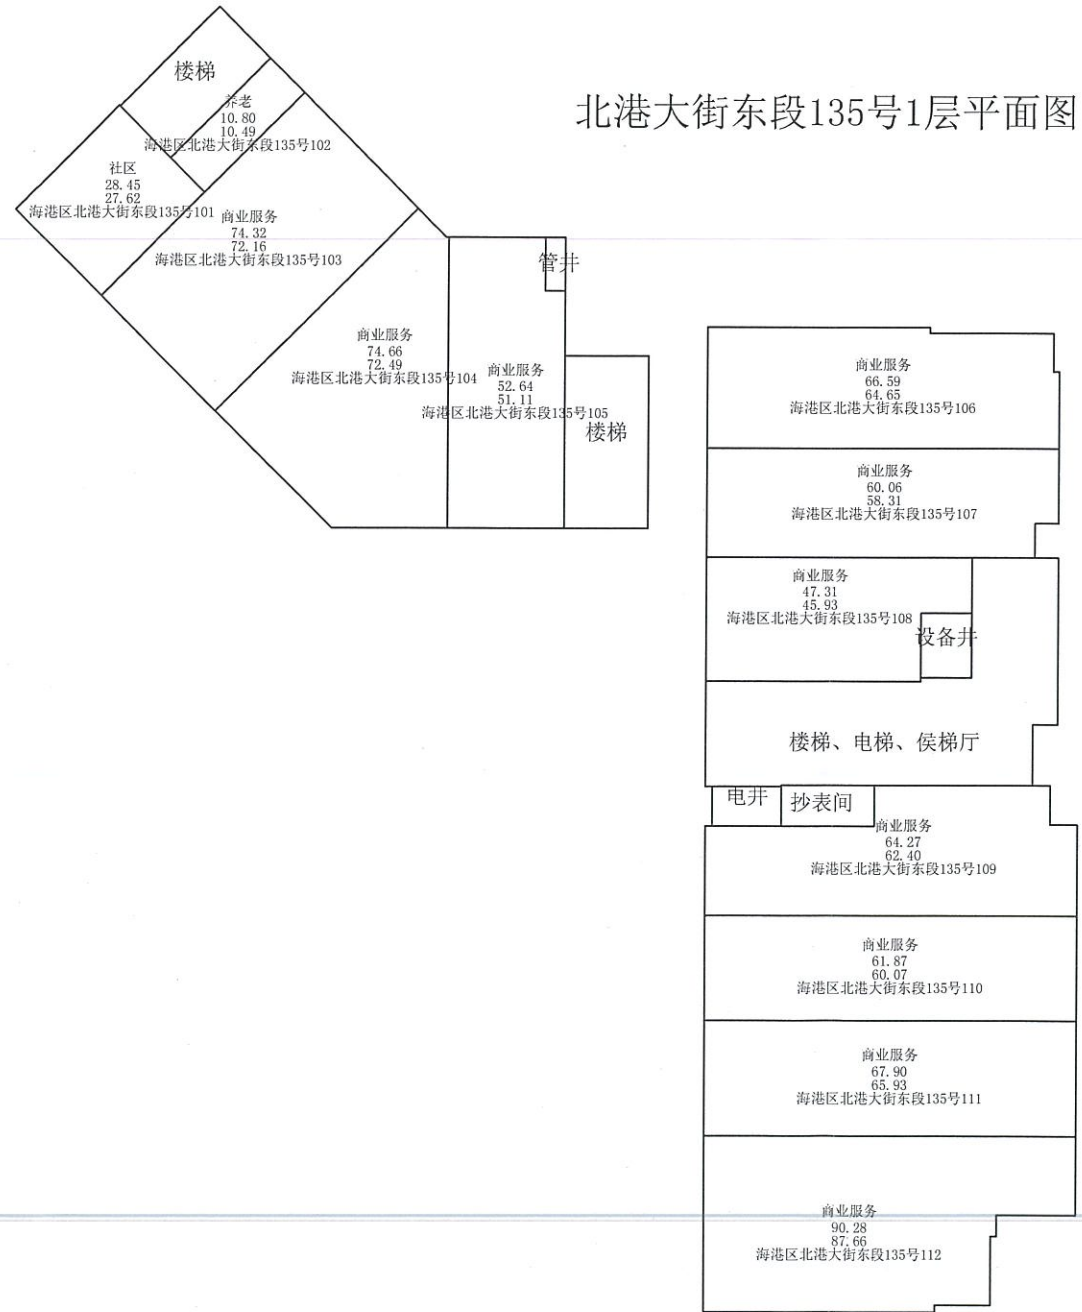 北港大街东段135号1层平面图
楼梯
养老
10.80
10.49
海港区北港大街东段135号102
社区
28.45
27.62
海港区北港大街东段135号101
商业服务
74.32
72.16
海港区北港大街东段135号103
管井
商业服务
74.66
72.49
海港区北港大街东段135号104
商业服务
52.64
51.11
海港区北港大街东段135号105
楼梯
商业服务
66.59
64.65
海港区北港大街东段135号106
商业服务
60.06
58.31
海港区北港大街东段135号107
商业服务
47.31
45.93
海港区北港大街东段135号108
设备井
楼梯、电梯、侯梯厅
电井
抄表间
商业服务
64.27
62.40
海港区北港大街东段135号109
商业服务
61.87
60.07
海港区北港大街东段135号110
商业服务
67.90
65.93
海港区北港大街东段135号111
商业服务
90.28
87.66
海港区北港大街东段135号112